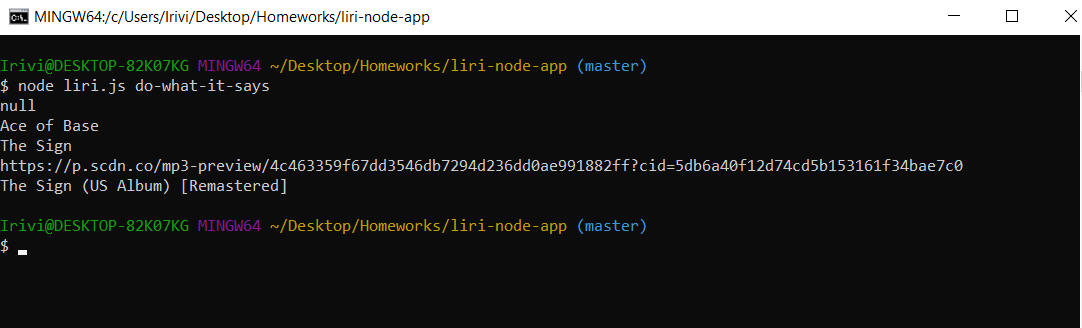 MINGW64:/c/Users/Irivi/Desktop/Homeworks/liri-node-app
Irivi@DESKTOP-82K07KG MINGW64 ~/Desktop/Homeworks/liri-node-app (master)
$ node liri.js do-what-it-says
null
Ace of Base
The Sign
https://p.scdn.co/mp3-preview/4c463359f67dd3546db7294d236dd0ae991882ff?cid=5db6a40f12d74cd5b153161f34bae7c0
The Sign (US Album) [Remastered]
Irivi@DESKTOP-82K07KG MINGW64 ~/Desktop/Homeworks/liri-node-app (master)
$